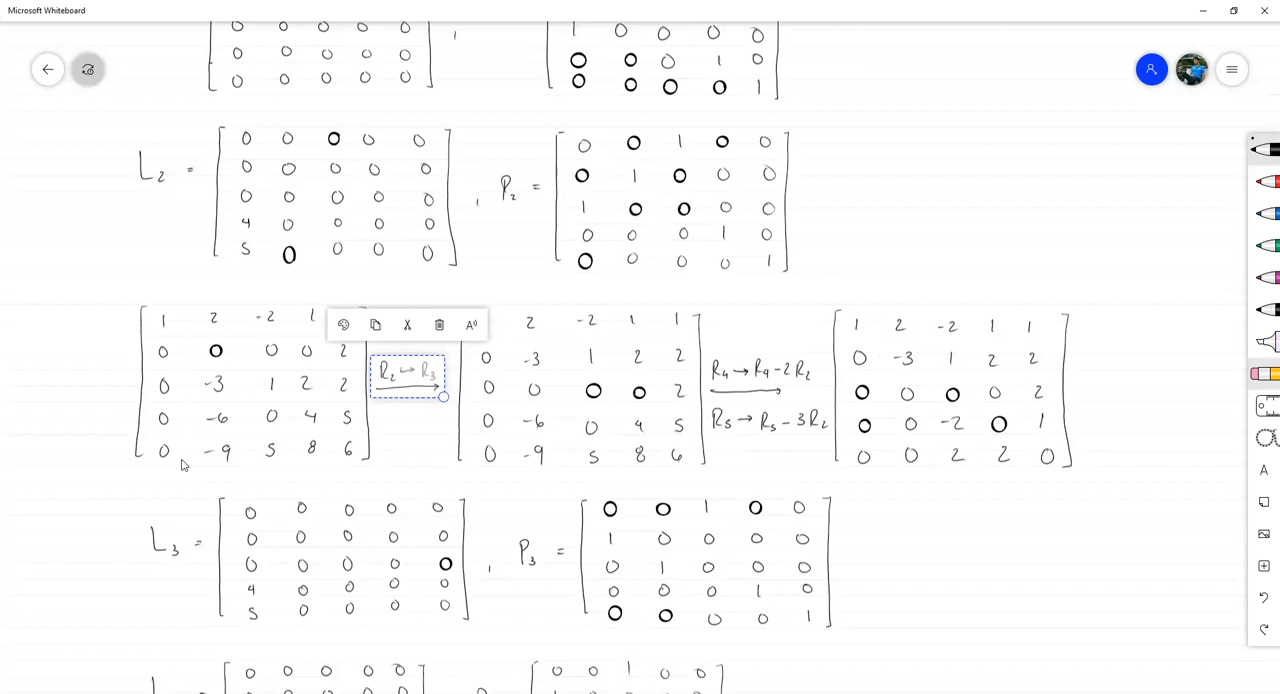 Microsoft Whiteboard
0 0 0 0 0 1 0 0 0 0
0 0 0 0 0 , 0 0 0 1 0
0 0 0 0 0 0 0 0 0 1
0 0 0 0 0 0 0 1 0 0
L₂ = 0 0 0 0 0 , P₂ = 0 1 0 0 0
0 0 0 0 0 1 0 0 0 0
4 0 0 0 0 0 0 0 1 0
5 0 0 0 0 0 0 0 0 1
1 2 -2 1 2 -2 1 1 1 2 -2 1 1
0 0 0 0 2 0 -3 1 2 2 0 -3 1 2 2
R₂ ↔ R₃ R₄ → R₄ - 2R₂
0 -3 1 2 2 0 0 0 0 2 0 0 0 0 2
0 -6 0 4 5 0 -6 0 4 5 R₅ → R₅ - 3R₂ 0 0 -2 0 1
0 -9 5 8 6 0 -9 5 8 6 0 0 2 2 0
0 0 0 0 0 0 0 1 0 0
L₃ = 0 0 0 0 0 , P₃ = 1 0 0 0 0
0 0 0 0 0 0 1 0 0 0
4 0 0 0 0 0 0 0 1 0
5 0 0 0 0 0 0 0 0 1
0 0 0 0 0 0 0 1 0 0